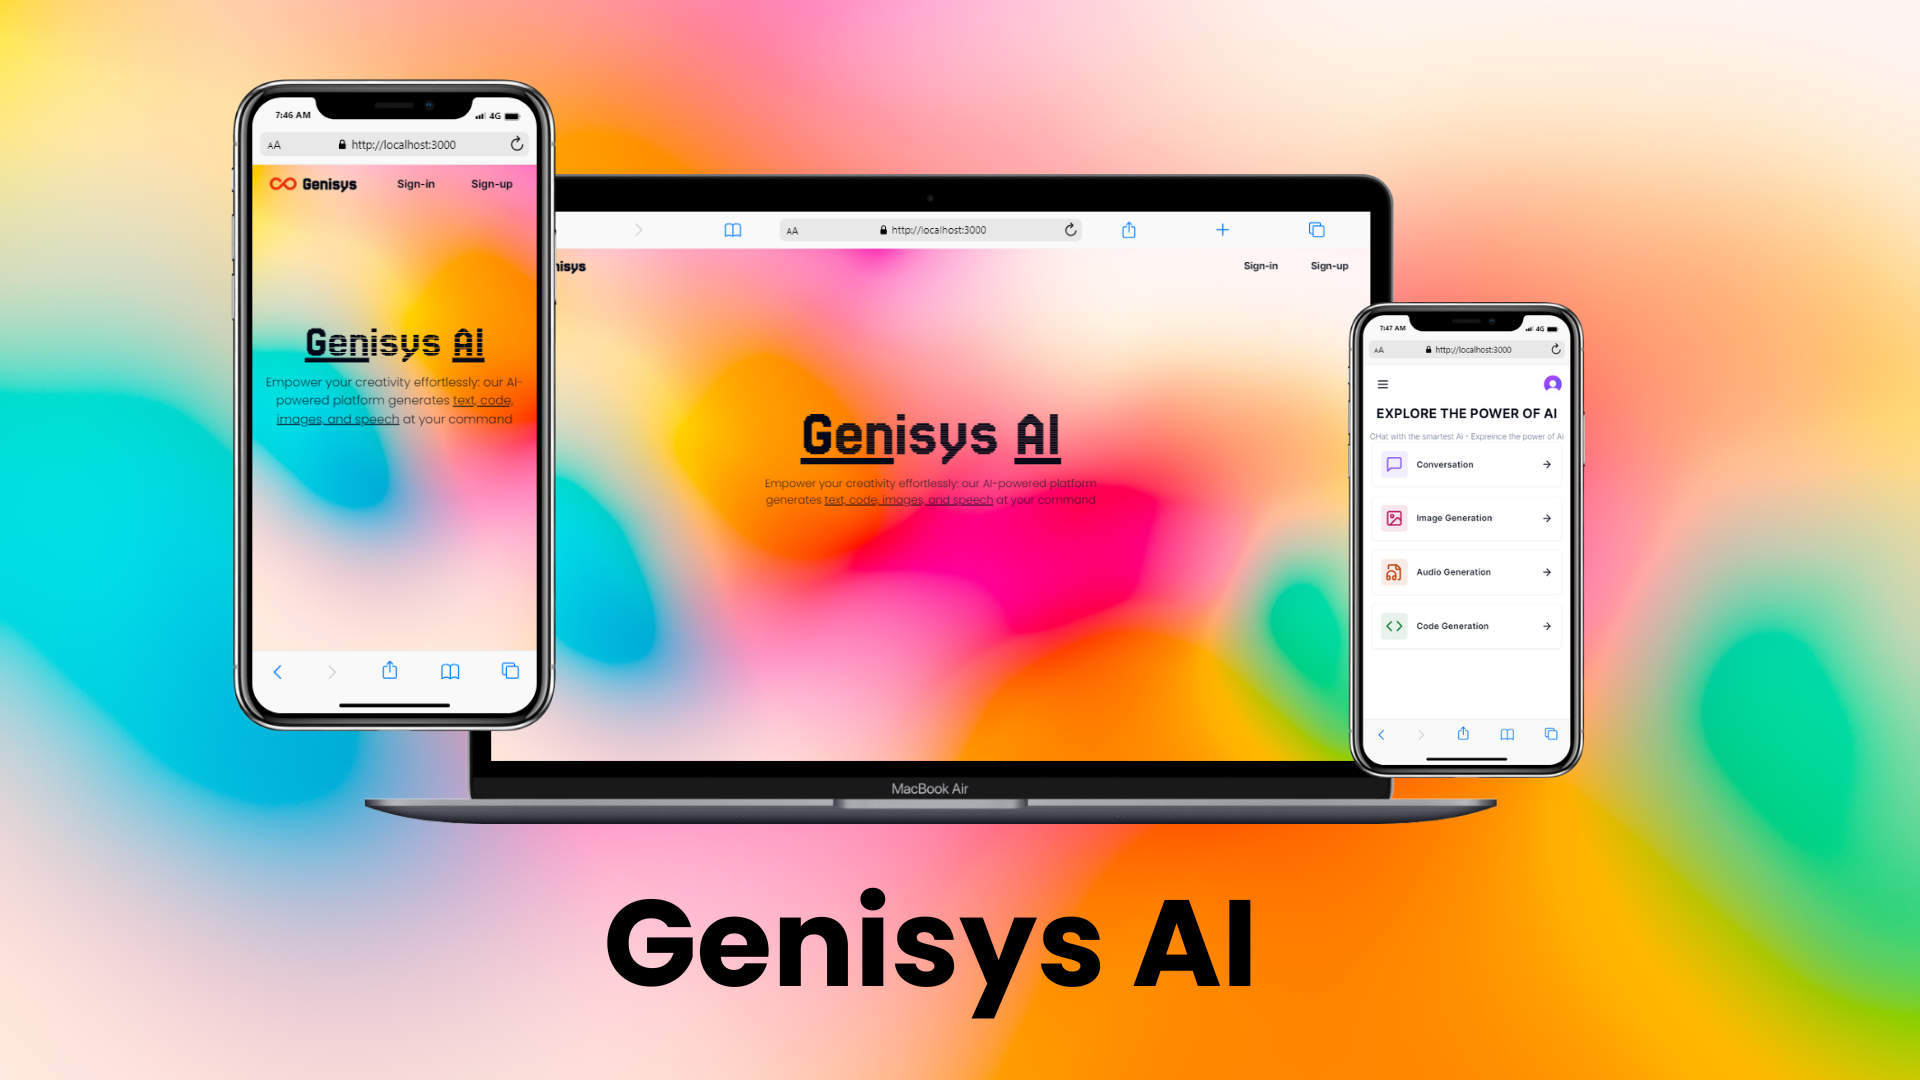 7:46 AM
4G
AA
http://localhost:3000
Genisys
Sign-in
Sign-up
Genisys AI
Empower your creativity effortlessly: our AI-
powered platform generates text, code,
images, and speech at your command
AA
http://localhost:3000
nisys
Sign-in
Sign-up
Genisys AI
Empower your creativity effortlessly: our AI-powered platform
generates text, code, images, and speech at your command
MacBook Air
7:47 AM
4G
AA
http://localhost:3000
EXPLORE THE POWER OF AI
CHat with the smartest Ai - Expreince the power of Ai
Conversation
Image Generation
Audio Generation
Code Generation
Genisys AI